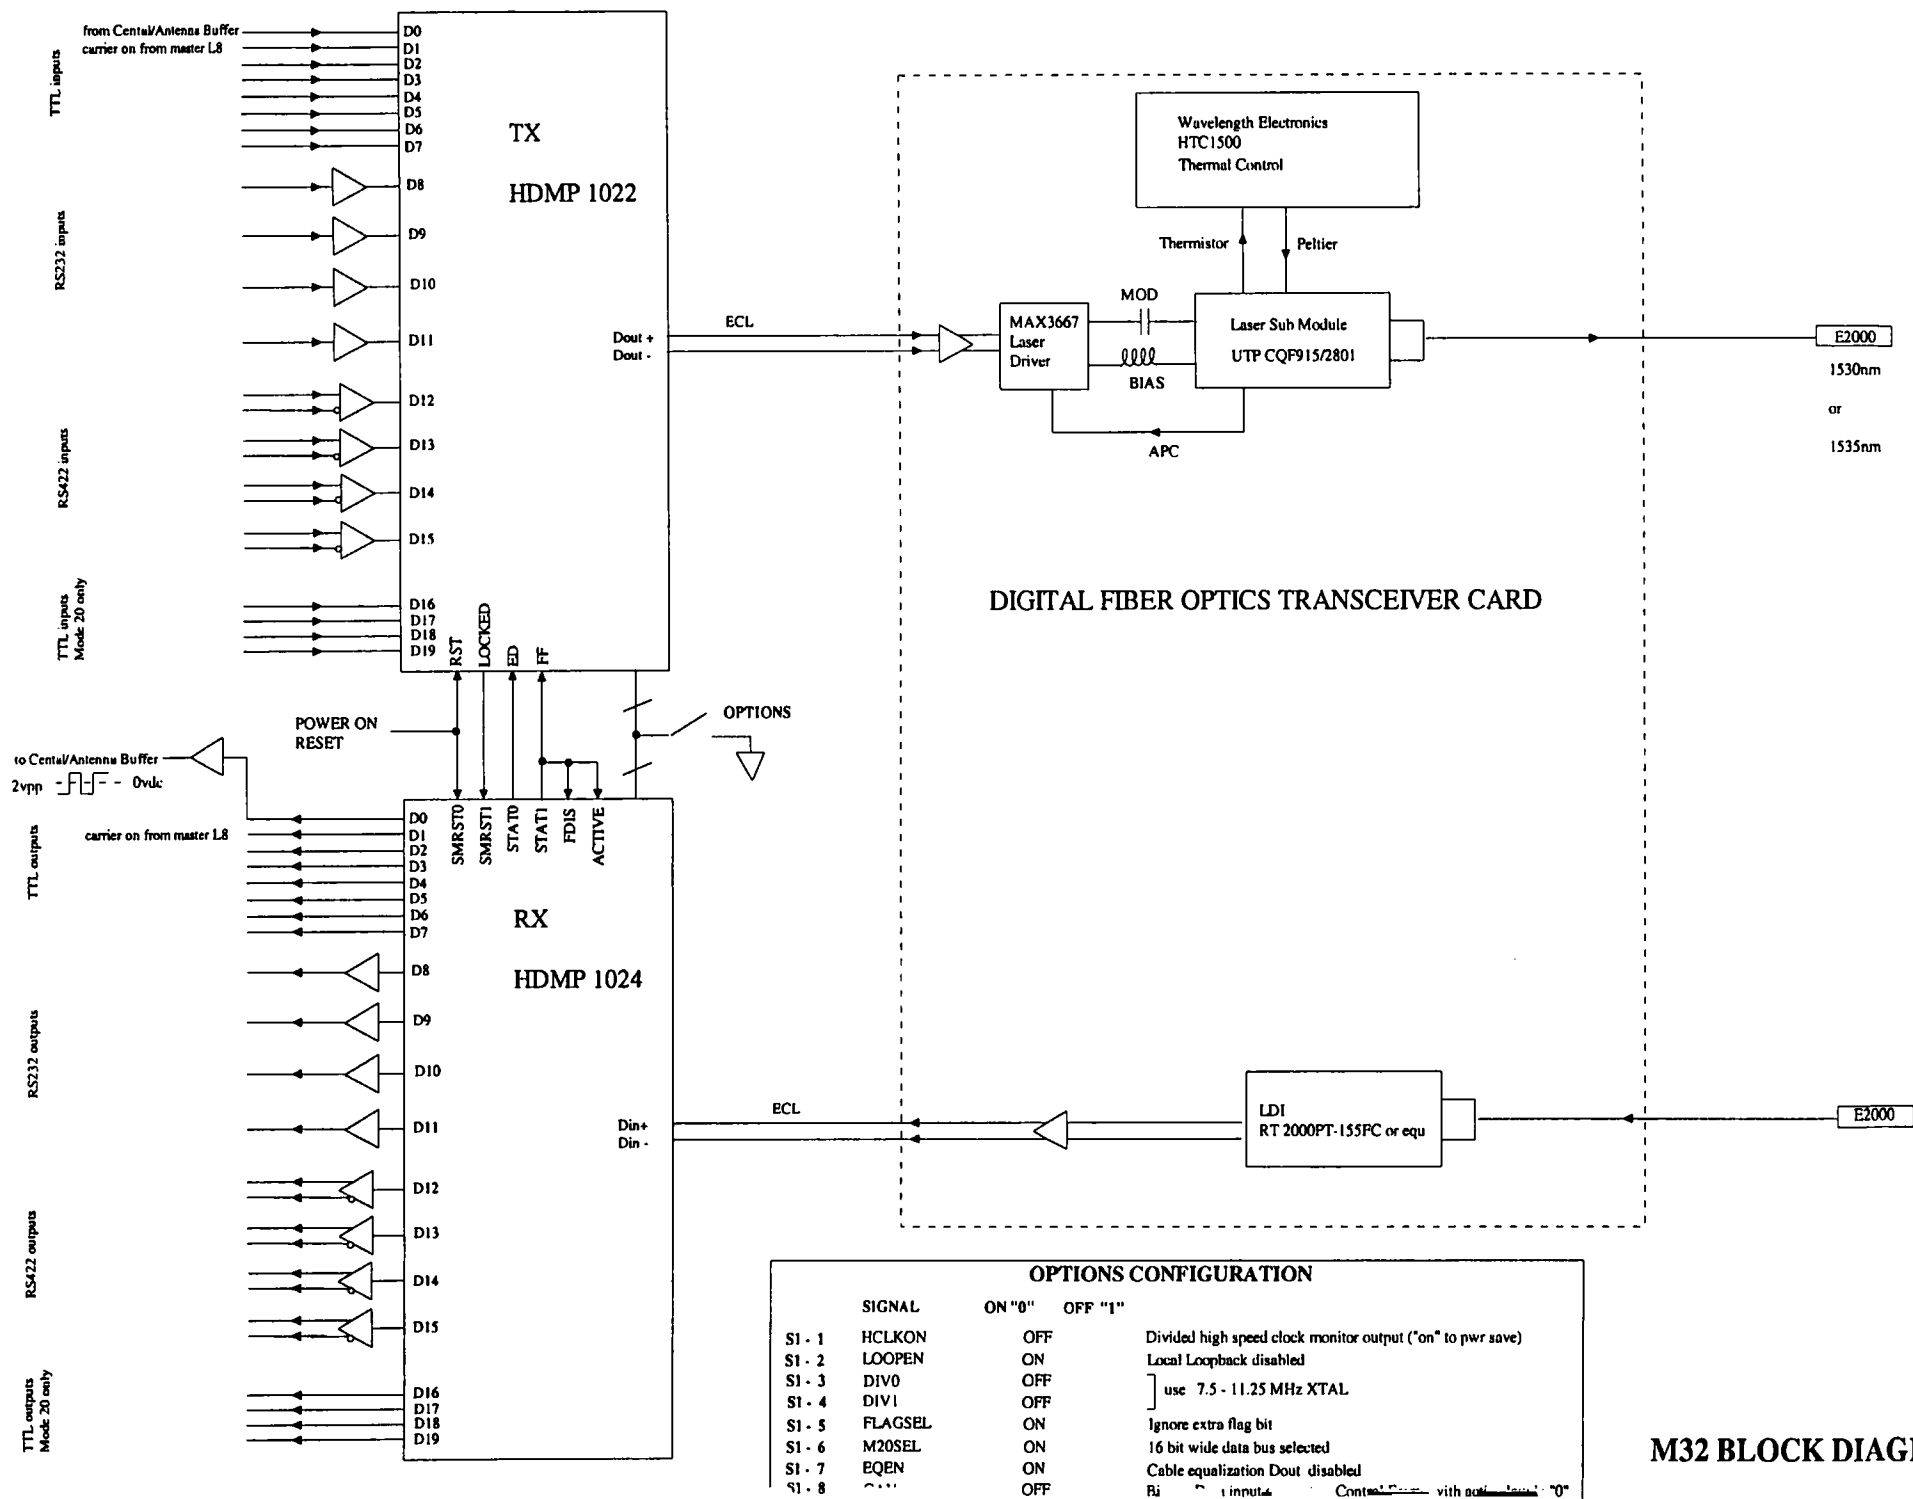 from Cental/Antenna Buffer
carrier on from master L8
TTL inputs
D0
D1
D2
D3
D4
D5
D6
D7
TX
HDMP 1022
RS232 inputs
D8
D9
D10
D11
RS422 inputs
D12
D13
D14
D15
TTL inputs
Mode 20 only
D16
D17
D18
D19
Dout +
Dout -
ECL
RST
LOCKED
ED
FF
POWER ON
RESET
OPTIONS
Wavelength Electronics
HTC1500
Thermal Control
Thermistor
Peltier
MOD
MAX3667
Laser
Driver
BIAS
Laser Sub Module
UTP CQF915/2801
APC
E2000
1530nm
or
1535nm
DIGITAL FIBER OPTICS TRANSCEIVER CARD
to Cental/Antenna Buffer
2vpp
0vdc
carrier on from master L8
TTL outputs
SMRST0
SMRST1
STAT0
STAT1
FDIS
ACTIVE
D0
D1
D2
D3
D4
D5
D6
D7
RX
HDMP 1024
RS232 outputs
D8
D9
D10
D11
RS422 outputs
D12
D13
D14
D15
TTL outputs
Mode 20 only
D16
D17
D18
D19
Din+
Din -
ECL
LDI
RT 2000PT-155FC or equ
E2000
OPTIONS CONFIGURATION
SIGNAL ON "0" OFF "1"
S1 - 1 HCLKON OFF Divided high speed clock monitor output ("on" to pwr save)
S1 - 2 LOOPEN ON Local Loopback disabled
S1 - 3 DIV0 OFF
use 7.5 - 11.25 MHz XTAL
S1 - 4 DIV1 OFF
S1 - 5 FLAGSEL ON Ignore extra flag bit
S1 - 6 M20SEL ON 16 bit wide data bus selected
S1 - 7 EQEN ON Cable equalization Dout disabled
S1 - 8 OFF "0"
M32 BLOCK DIAG